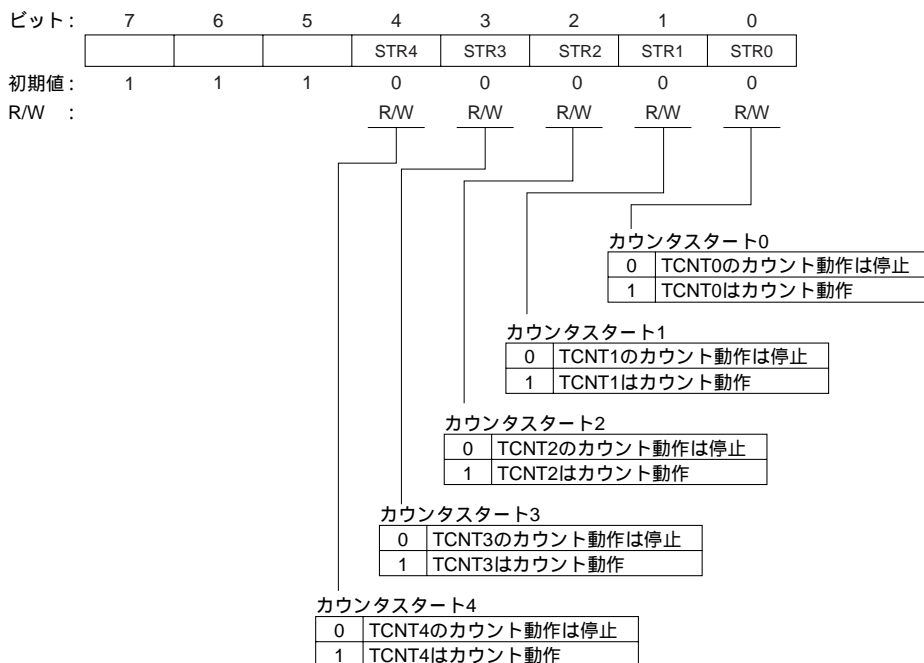 ビット： 7 6 5 4 3 2 1 0
STR4 STR3 STR2 STR1 STR0
初期値： 1 1 1 0 0 0 0 0
R/W ： R/W R/W R/W R/W R/W
カウンタスタート0
0 TCNT0のカウント動作は停止
1 TCNT0はカウント動作
カウンタスタート1
0 TCNT1のカウント動作は停止
1 TCNT1はカウント動作
カウンタスタート2
0 TCNT2のカウント動作は停止
1 TCNT2はカウント動作
カウンタスタート3
0 TCNT3のカウント動作は停止
1 TCNT3はカウント動作
カウンタスタート4
0 TCNT4のカウント動作は停止
1 TCNT4はカウント動作